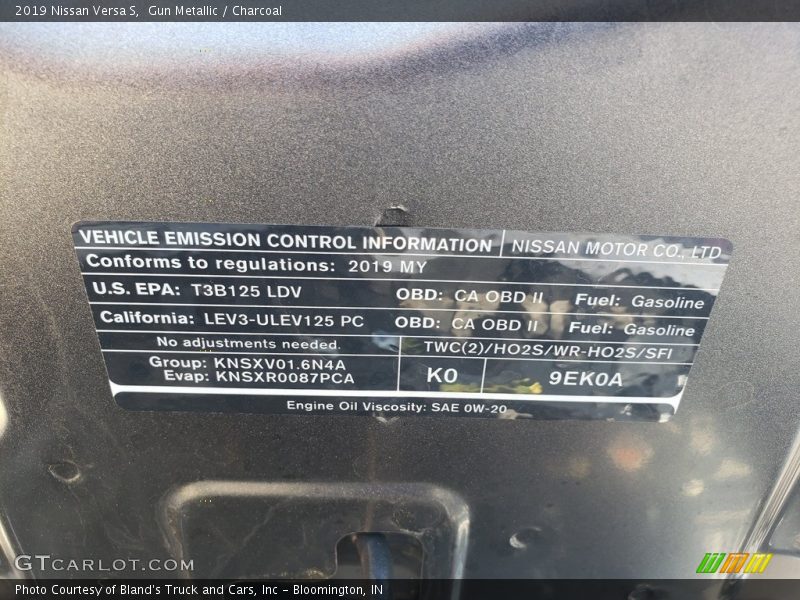 2019 Nissan Versa S,  Gun Metallic / Charcoal
VEHICLE EMISSION CONTROL INFORMATION NISSAN MOTOR CO., LTD
Conforms to regulations: 2019 MY
U.S. EPA: T3B125 LDV OBD: CA OBD II Fuel: Gasoline
California: LEV3-ULEV125 PC OBD: CA OBD II Fuel: Gasoline
No adjustments needed. TWC(2)/HO2S/WR-HO2S/SFI
Group: KNSXV01.6N4A
Evap: KNSXR0087PCA
K0 9EK0A
Engine Oil Viscosity: SAE 0W-20
GTCARLOT.COM
Photo Courtesy of Bland's Truck and Cars, Inc - Bloomington, IN